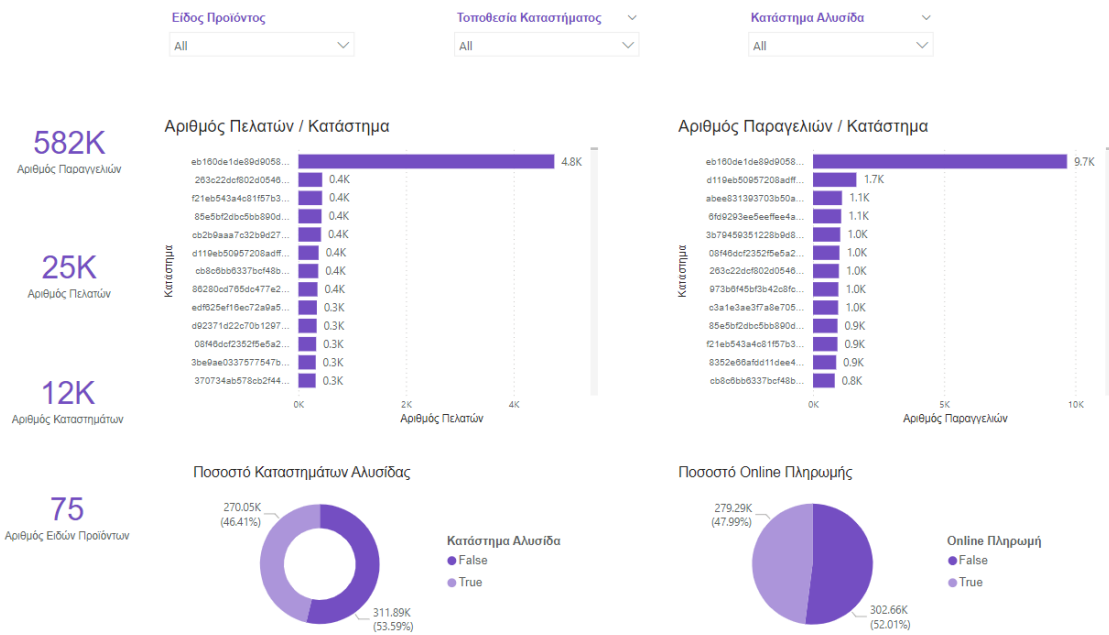 Είδος Προϊόντος
All
Τοποθεσία Καταστήματος
All
Κατάστημα Αλυσίδα
All
582K
Αριθμός Παραγγελιών
25K
Αριθμός Πελατών
12K
Αριθμός Καταστημάτων
75
Αριθμός Ειδών Προϊόντων
Αριθμός Πελατών / Κατάστημα
Κατάστημα
eb160de1de89d9058... 4.8K
263c22dcf802d0546... 0.4K
f21eb543a4c81f57b3... 0.4K
85e5bf2dbc5bb890d... 0.4K
cb2b9aaa7c32b9d27... 0.4K
d119eb50957208adff... 0.4K
cb8c6bb6337bcf48b... 0.4K
86280cd765dc477e2... 0.4K
edf625ef16ec72a9a5... 0.3K
d92371d22c70b1297... 0.3K
08f46dcf2352f5e5a2... 0.3K
3be9ae0337577547b... 0.3K
370734ab578cb2f44... 0.3K
0K 2K 4K
Αριθμός Πελατών
Αριθμός Παραγελιών / Κατάστημα
Κατάστημα
eb160de1de89d9058... 9.7K
d119eb50957208adff... 1.7K
abee831393703b50a... 1.1K
6fd9293ee5eeffee4a... 1.1K
3b79459351228b9d8... 1.0K
08f46dcf2352f5e5a2... 1.0K
263c22dcf802d0546... 1.0K
973b6f45bf3b42c8fc... 1.0K
c3a1e3ae3f7a8e705... 1.0K
85e5bf2dbc5bb890d... 0.9K
f21eb543a4c81f57b3... 0.9K
8352e66afdd11dee4... 0.9K
cb8c6bb6337bcf48b... 0.8K
0K 5K 10K
Αριθμός Παραγγελιών
Ποσοστό Καταστημάτων Αλυσίδας
270.05K
(46.41%)
311.89K
(53.59%)
Κατάστημα Αλυσίδα
False
True
Ποσοστό Online Πληρωμής
279.29K
(47.99%)
302.66K
(52.01%)
Online Πληρωμή
False
True